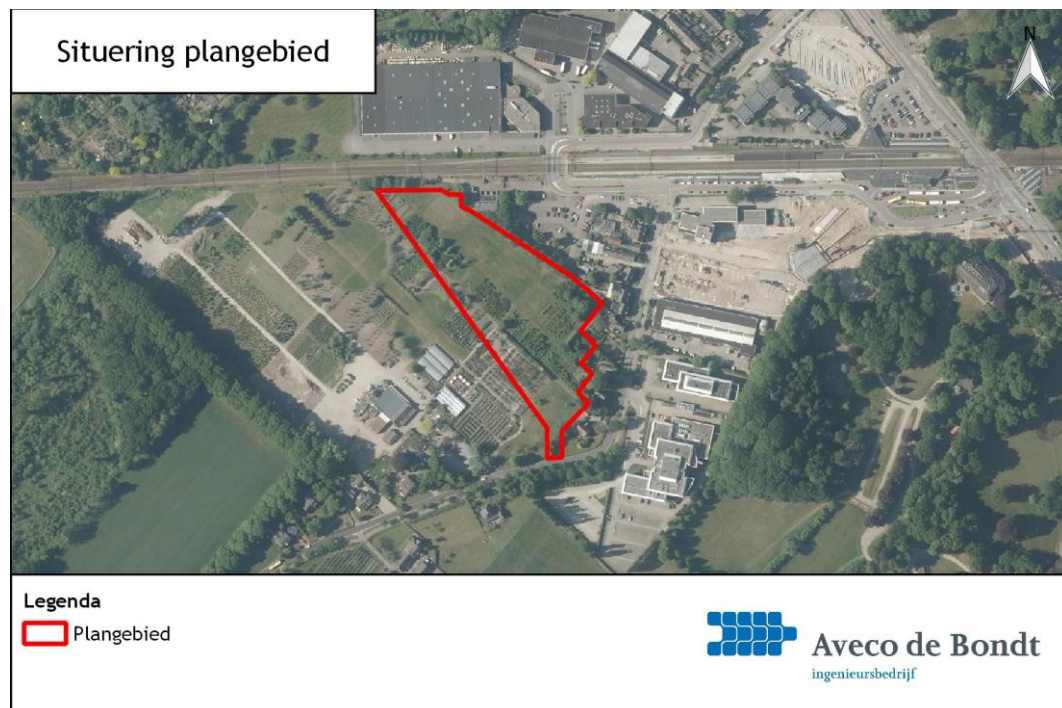 Situering plangebied
N
Legenda
Plangebied
Aveco de Bondt
ingenieursbedrijf